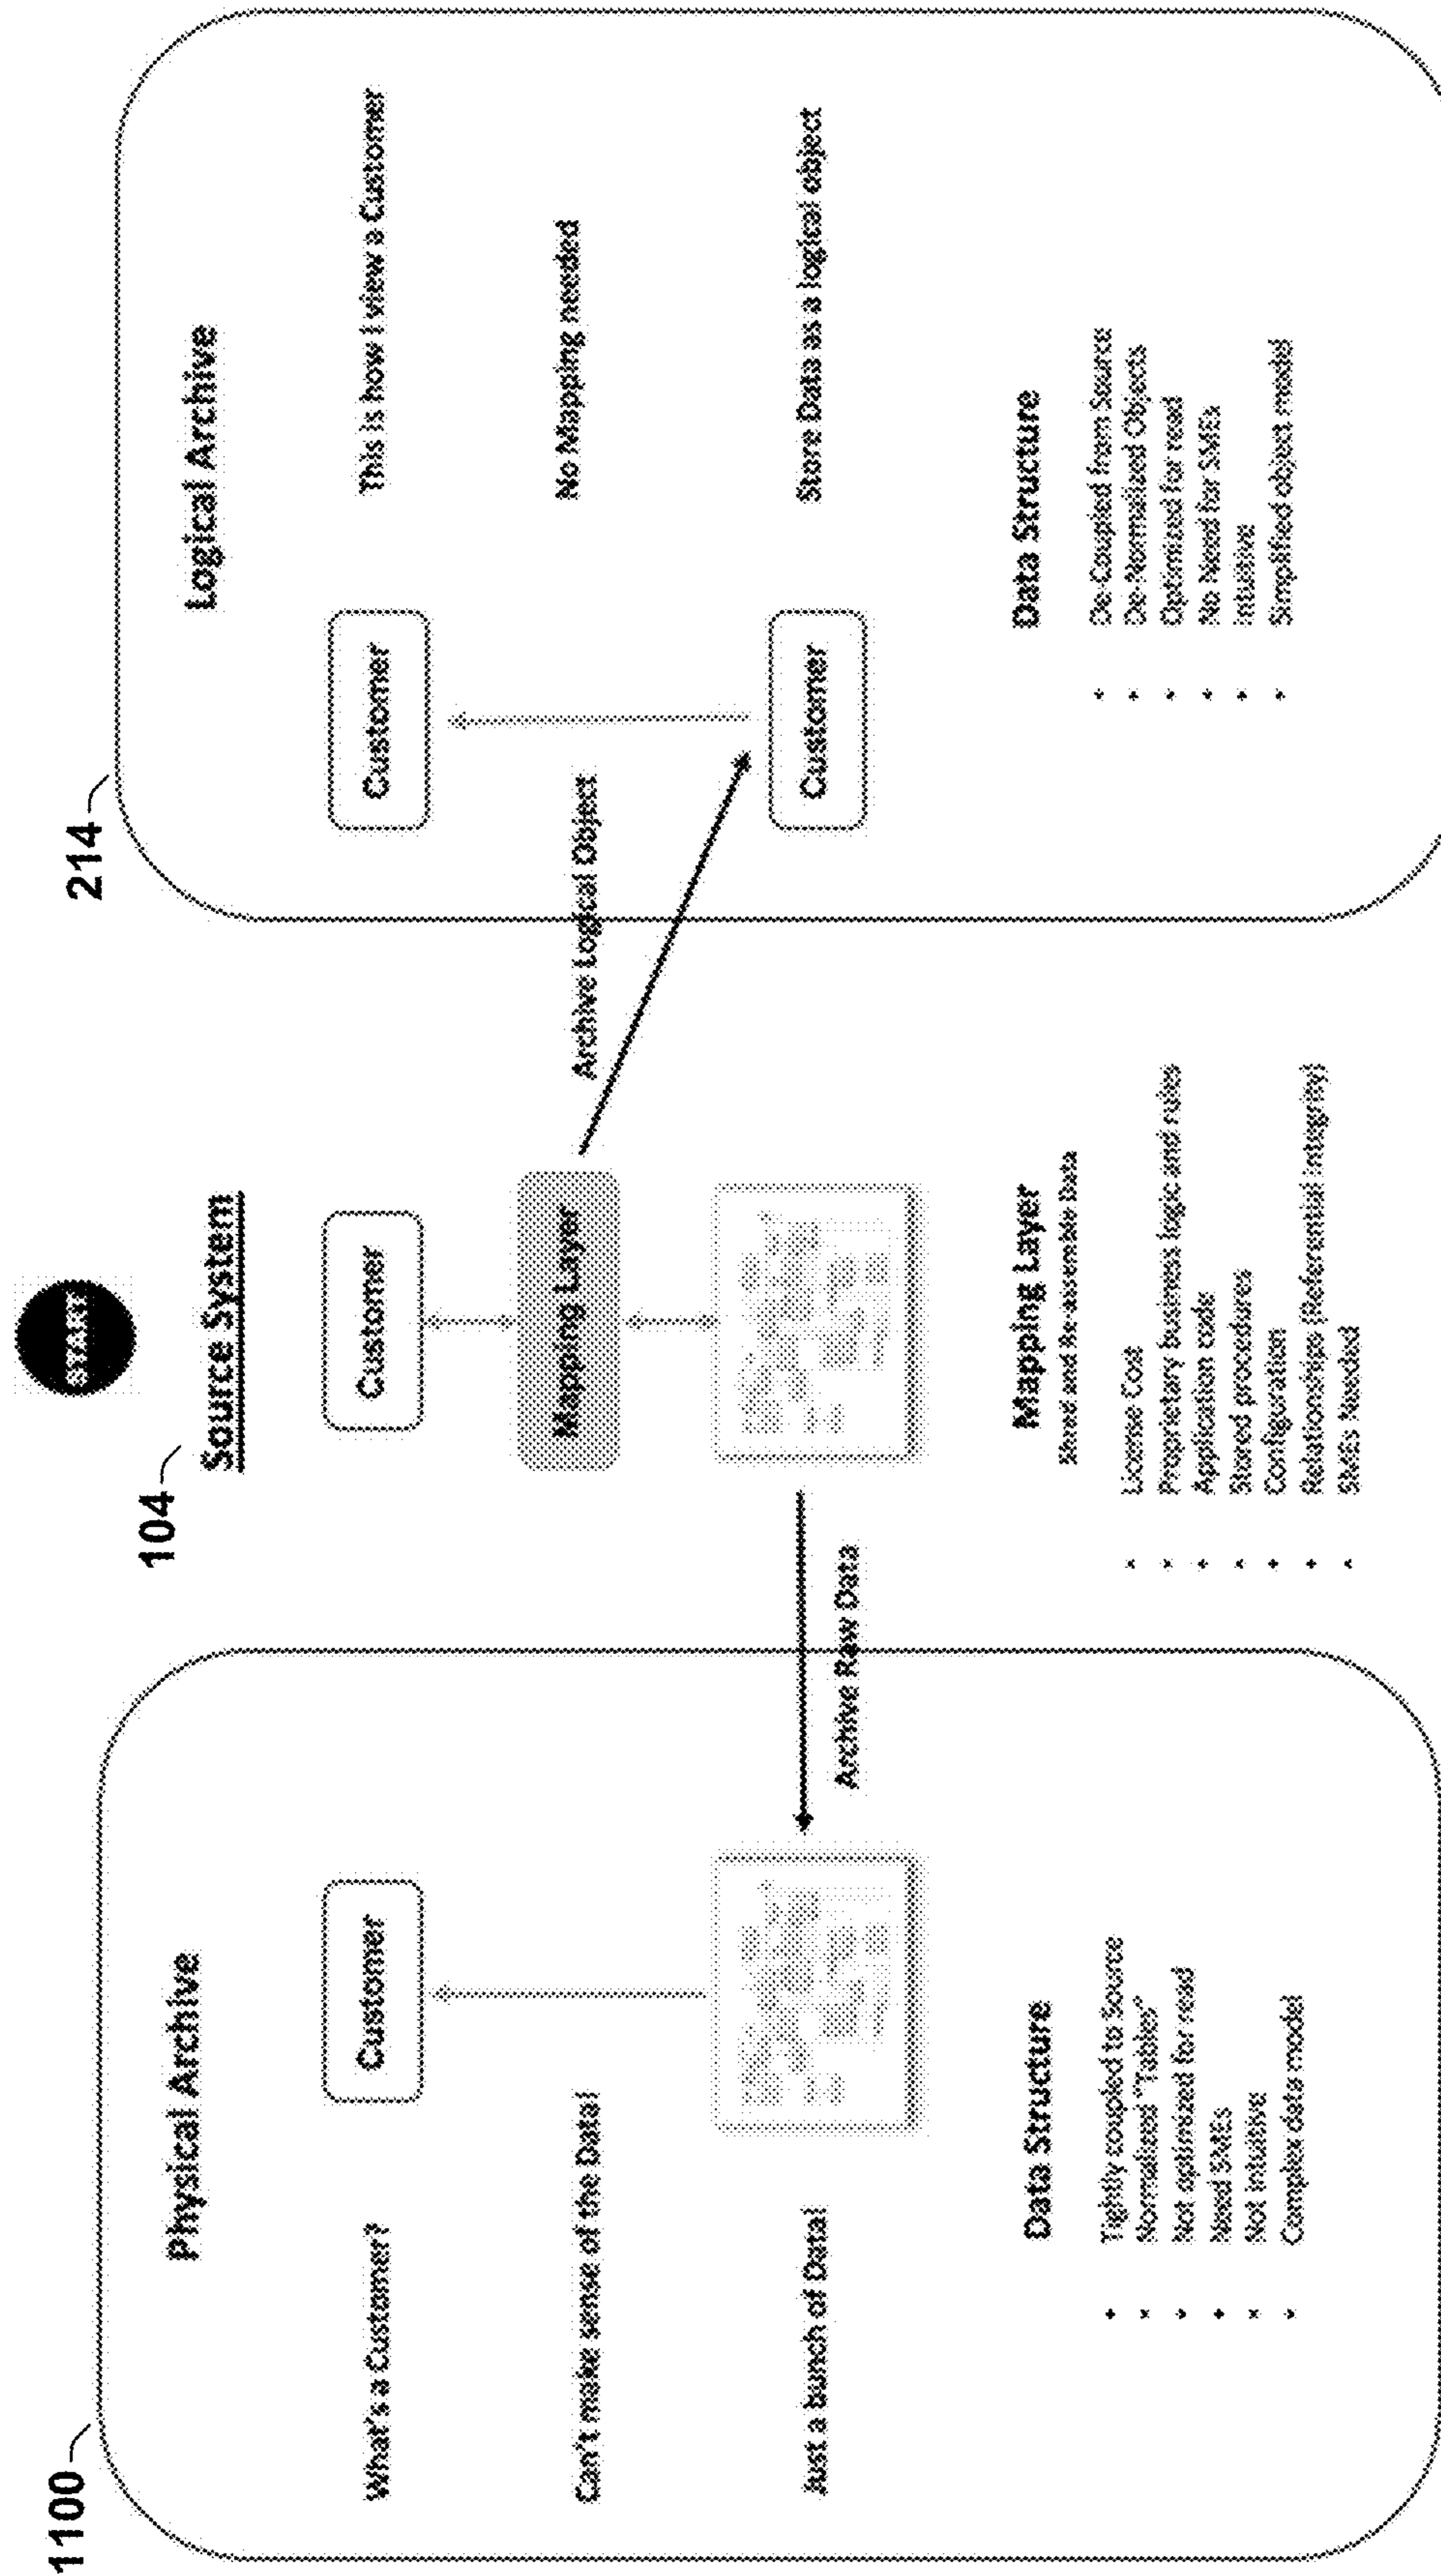 1100
Physical Archive
What's a Customer?
Customer
Can't make sense of the Data!
Just a bunch of Data!
Data Structure
Tightly coupled to Source
Normalized "Tables"
Not optimized for read
Need SMEs
Not intuitive
Complex data model
Archive Raw Data
START
104
Source System
Customer
Mapping Layer
Mapping Layer
Shred and Re-assemble Data
License Cost
Proprietary business logic and rules
Application code
Stored procedures
Configuration
Relationships (Referential integrity)
SMEs Needed
Archive Logical Object
214
Logical Archive
Customer
This is how I view a Customer
No Mapping needed
Customer
Store Data as a logical object
Data Structure
De-Coupled from Source
De-Normalized Objects
Optimized for read
No Need for SMEs
Intuitive
Simplified object model